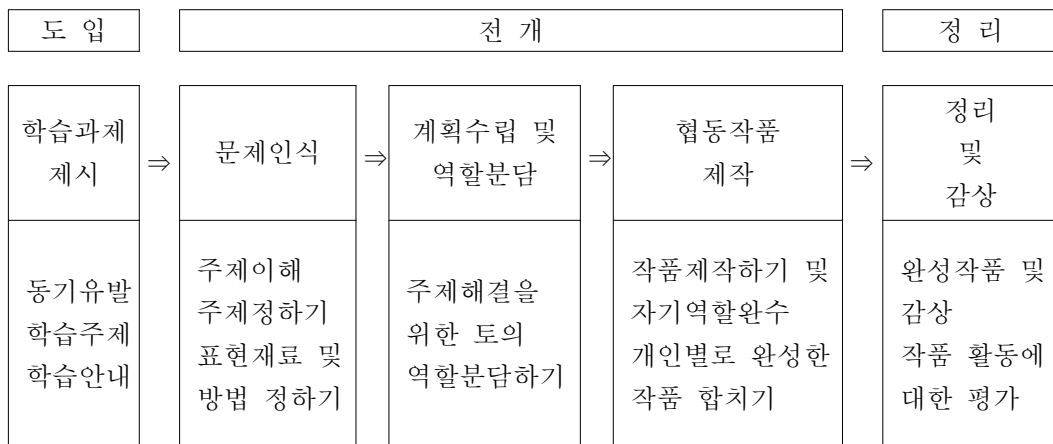 도 입
전 개
정 리
학습과제
제시
⇒
문제인식
⇒
계획수립 및
역할분담
⇒
협동작품
제작
⇒
정리
및
감상
동기유발
학습주제
학습안내
주제이해
주제정하기
표현재료 및
방법 정하기
주제해결을
위한 토의
역할분담하기
작품제작하기 및
자기역할완수
개인별로 완성한
작품 합치기
완성작품 및
감상
작품 활동에
대한 평가